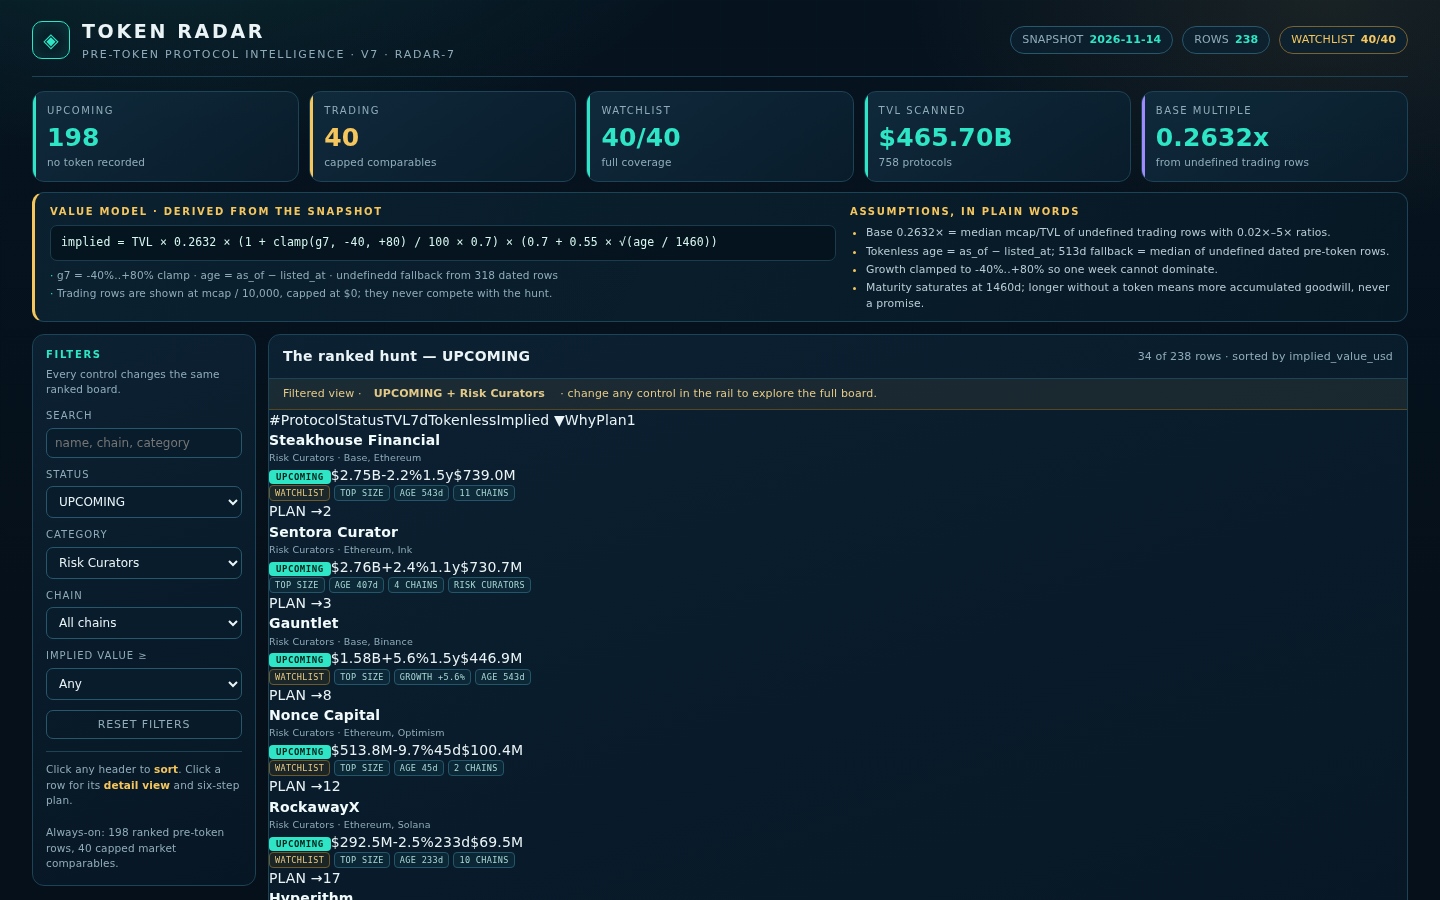 ◈
TOKEN RADAR
PRE-TOKEN PROTOCOL INTELLIGENCE · V7 · RADAR-7
SNAPSHOT 2026-11-14
ROWS 238
WATCHLIST 40/40
UPCOMING
198
no token recorded
TRADING
40
capped comparables
WATCHLIST
40/40
full coverage
TVL SCANNED
$465.70B
758 protocols
BASE MULTIPLE
0.2632x
from undefined trading rows
VALUE MODEL · DERIVED FROM THE SNAPSHOT
implied = TVL × 0.2632 × (1 + clamp(g7, -40, +80) / 100 × 0.7) × (0.7 + 0.55 × √(age / 1460))
· g7 = -40%..+80% clamp · age = as_of − listed_at · undefinedd fallback from 318 dated rows
· Trading rows are shown at mcap / 10,000, capped at $0; they never compete with the hunt.
ASSUMPTIONS, IN PLAIN WORDS
• Base 0.2632× = median mcap/TVL of undefined trading rows with 0.02×–5× ratios.
• Tokenless age = as_of − listed_at; 513d fallback = median of undefined dated pre-token rows.
• Growth clamped to -40%..+80% so one week cannot dominate.
• Maturity saturates at 1460d; longer without a token means more accumulated goodwill, never
a promise.
FILTERS
Every control changes the same
ranked board.
SEARCH
name, chain, category
STATUS
UPCOMING
CATEGORY
Risk Curators
CHAIN
All chains
IMPLIED VALUE ≥
Any
RESET FILTERS
Click any header to sort. Click a
row for its detail view and six-step
plan.
Always-on: 198 ranked pre-token
rows, 40 capped market
comparables.
The ranked hunt — UPCOMING
34 of 238 rows · sorted by implied_value_usd
Filtered view · UPCOMING + Risk Curators · change any control in the rail to explore the full board.
#ProtocolStatusTVL7dTokenlessImplied ▼WhyPlan1
Steakhouse Financial
Risk Curators · Base, Ethereum
UPCOMING$2.75B-2.2%1.5y$739.0M
WATCHLIST TOP SIZE AGE 543d 11 CHAINS
PLAN →2
Sentora Curator
Risk Curators · Ethereum, Ink
UPCOMING$2.76B+2.4%1.1y$730.7M
TOP SIZE AGE 407d 4 CHAINS RISK CURATORS
PLAN →3
Gauntlet
Risk Curators · Base, Binance
UPCOMING$1.58B+5.6%1.5y$446.9M
WATCHLIST TOP SIZE GROWTH +5.6% AGE 543d
PLAN →8
Nonce Capital
Risk Curators · Ethereum, Optimism
UPCOMING$513.8M-9.7%45d$100.4M
WATCHLIST TOP SIZE AGE 45d 2 CHAINS
PLAN →12
RockawayX
Risk Curators · Ethereum, Solana
UPCOMING$292.5M-2.5%233d$69.5M
WATCHLIST TOP SIZE AGE 233d 10 CHAINS
PLAN →17
Hyperithm